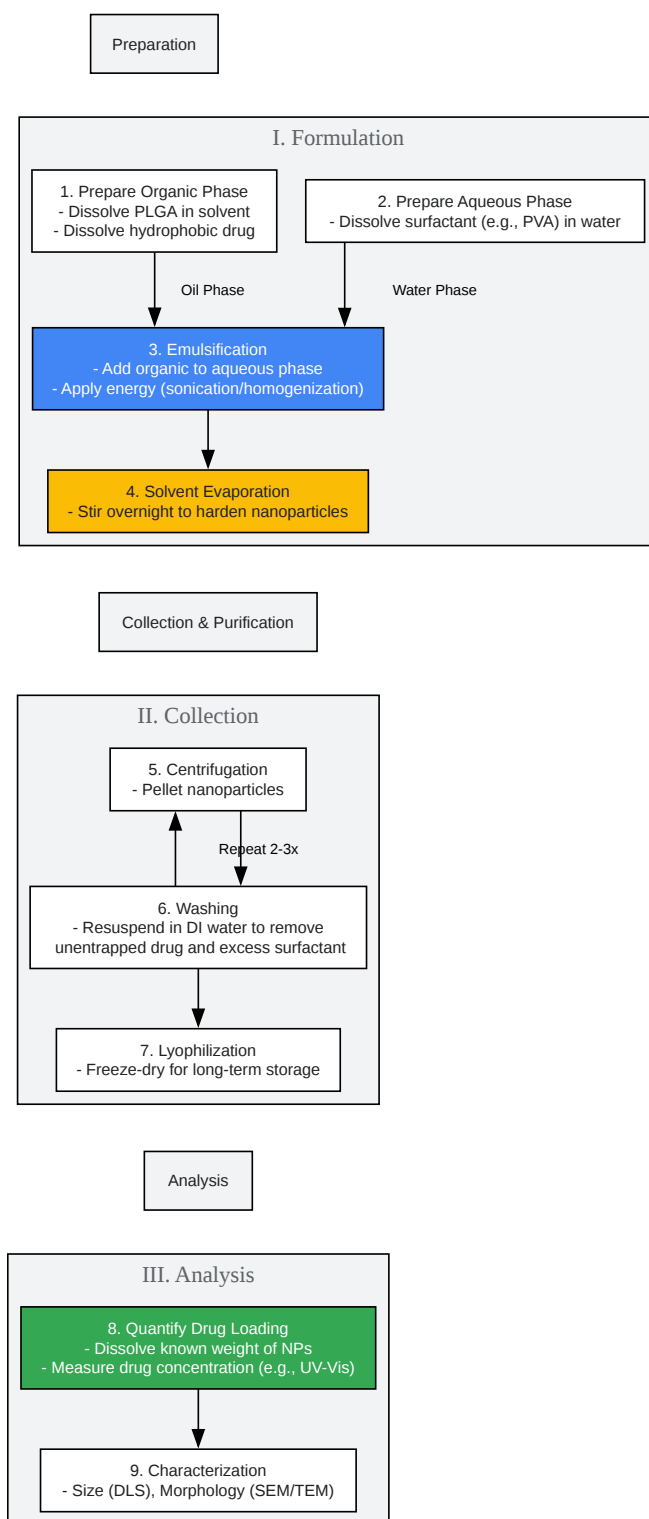 Preparation
I. Formulation
1. Prepare Organic Phase
- Dissolve PLGA in solvent
- Dissolve hydrophobic drug
2. Prepare Aqueous Phase
- Dissolve surfactant (e.g., PVA) in water
Oil Phase
Water Phase
3. Emulsification
- Add organic to aqueous phase
- Apply energy (sonication/homogenization)
4. Solvent Evaporation
- Stir overnight to harden nanoparticles
Collection & Purification
II. Collection
5. Centrifugation
- Pellet nanoparticles
Repeat 2-3x
6. Washing
- Resuspend in DI water to remove
unentrapped drug and excess surfactant
7. Lyophilization
- Freeze-dry for long-term storage
Analysis
III. Analysis
8. Quantify Drug Loading
- Dissolve known weight of NPs
- Measure drug concentration (e.g., UV-Vis)
9. Characterization
- Size (DLS), Morphology (SEM/TEM)